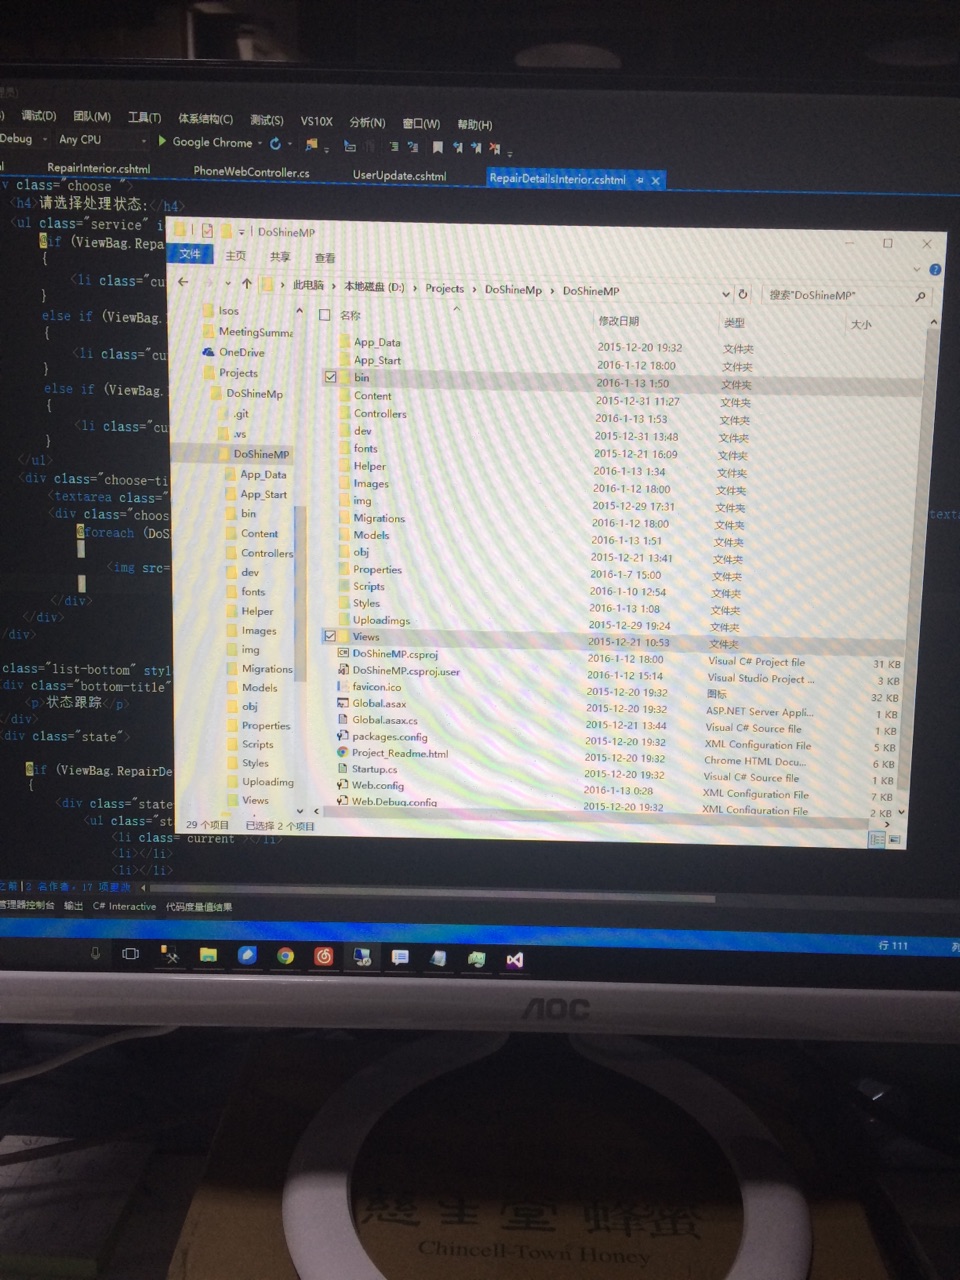 调试(D) 团队(M) 工具(T) 体系结构(C) 测试(S) VS10X 分析(N) 窗口(W) 帮助(H)
Debug Any CPU Google Chrome
RepairInterior.cshtml PhoneWebController.cs UserUpdate.cshtml RepairDetailsInterior.cshtml
class="choose ">
<h4>请选择处理状态:</h4>
<ul class="service"
@if (ViewBag.Repa
{
<li class="cu
}
else if (ViewBag.
{
<li class="cu
}
else if (ViewBag.
{
<li class="cu
}
</ul>
<div class="choose-ti
<textarea class="
<div class="choos
@foreach (DoS
<img src=
</div>
</div>
/div>
class="list-bottom" styl
div class="bottom-title"
<p>状态跟踪</p>
</div>
div class="state">
@if (ViewBag.RepairDe
{
<div class="state
<ul class="st
<li class="current"></li>
<li></li>
<li></li>
texta
DoShineMP
文件 主页 共享 查看
此电脑 本地磁盘 (D:) Projects DoShineMp DoShineMP
搜索"DoShineMP"
Isos
MeetingSumma
OneDrive
Projects
DoShineMp
.git
.vs
DoShineMP
App_Data
App_Start
bin
Content
Controllers
dev
fonts
Helper
Images
img
Migrations
Models
obj
Properties
Scripts
Styles
Uploadimg
Views
名称 修改日期 类型 大小
App_Data 2015-12-20 19:32 文件夹
App_Start 2016-1-12 18:00 文件夹
bin 2016-1-13 1:50 文件夹
Content 2015-12-31 11:27 文件夹
Controllers 2016-1-13 1:53 文件夹
dev 2015-12-31 13:48 文件夹
fonts 2015-12-21 16:09 文件夹
Helper 2016-1-13 1:34 文件夹
Images 2016-1-12 18:00 文件夹
img 2015-12-29 17:31 文件夹
Migrations 2016-1-12 18:00 文件夹
Models 2016-1-13 1:51 文件夹
obj 2015-12-21 13:41 文件夹
Properties 2016-1-7 15:00 文件夹
Scripts 2016-1-10 12:54 文件夹
Styles 2016-1-13 1:08 文件夹
Uploadimgs 2015-12-29 19:24 文件夹
Views 2015-12-21 10:53 文件夹
DoShineMP.csproj 2016-1-12 18:00 Visual C# Project file 31 KB
DoShineMP.csproj.user 2016-1-12 15:14 Visual Studio Project ... 3 KB
favicon.ico 2015-12-20 19:32 图标 32 KB
Global.asax 2015-12-20 19:32 ASP.NET Server Appli... 1 KB
Global.asax.cs 2015-12-21 13:44 Visual C# Source file 1 KB
packages.config 2015-12-20 19:32 XML Configuration File 5 KB
Project_Readme.html 2015-12-20 19:32 Chrome HTML Docu... 6 KB
Startup.cs 2015-12-20 19:32 Visual C# Source file 1 KB
Web.config 2016-1-13 0:28 XML Configuration File 7 KB
Web.Debug.config 2015-12-20 19:32 XML Configuration File 2 KB
29 个项目 已选择 2 个项目
之前 2 名作者, 17 项更改
管理器控制台 输出 C# Interactive 代码度量值结果
行 111 列
AOC
慈生堂 蜂蜜
Chincell-Town Honey